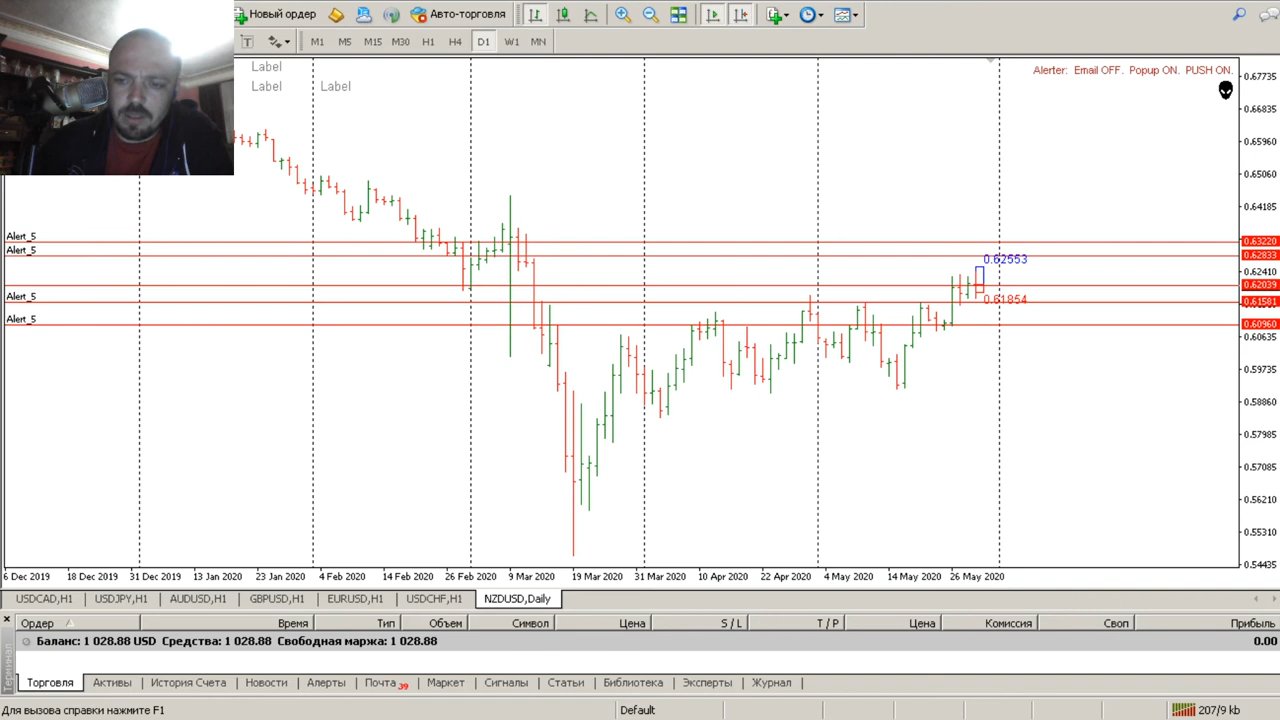 Новый ордер Авто-торговля
M1 M5 M15 M30 H1 H4 D1 W1 MN
Label
Label Label
Alerter: Email OFF. Popup ON. PUSH ON.
0.67735
0.66835
0.65960
0.65060
0.64185
Alert_5 0.63220
Alert_5 0.62833
0.62553
0.62410
0.62039
Alert_5 0.61854 0.61581
Alert_5 0.60960
0.60635
0.59735
0.58860
0.57985
0.57085
0.56210
0.55310
0.54435
6 Dec 2019 18 Dec 2019 31 Dec 2019 13 Jan 2020 23 Jan 2020 4 Feb 2020 14 Feb 2020 26 Feb 2020 9 Mar 2020 19 Mar 2020 31 Mar 2020 10 Apr 2020 22 Apr 2020 4 May 2020 14 May 2020 26 May 2020
USDCAD,H1 USDJPY,H1 AUDUSD,H1 GBPUSD,H1 EURUSD,H1 USDCHF,H1 NZDUSD,Daily
Ордер Время Тип Объем Символ Цена S / L T / P Цена Комиссия Своп Прибыль
Баланс: 1 028.88 USD Средства: 1 028.88 Свободная маржа: 1 028.88 0.00
Терминал
Торговля Активы История Счета Новости Алерты Почта 39 Маркет Сигналы Статьи Библиотека Эксперты Журнал
Для вызова справки нажмите F1 Default 207/9 kb